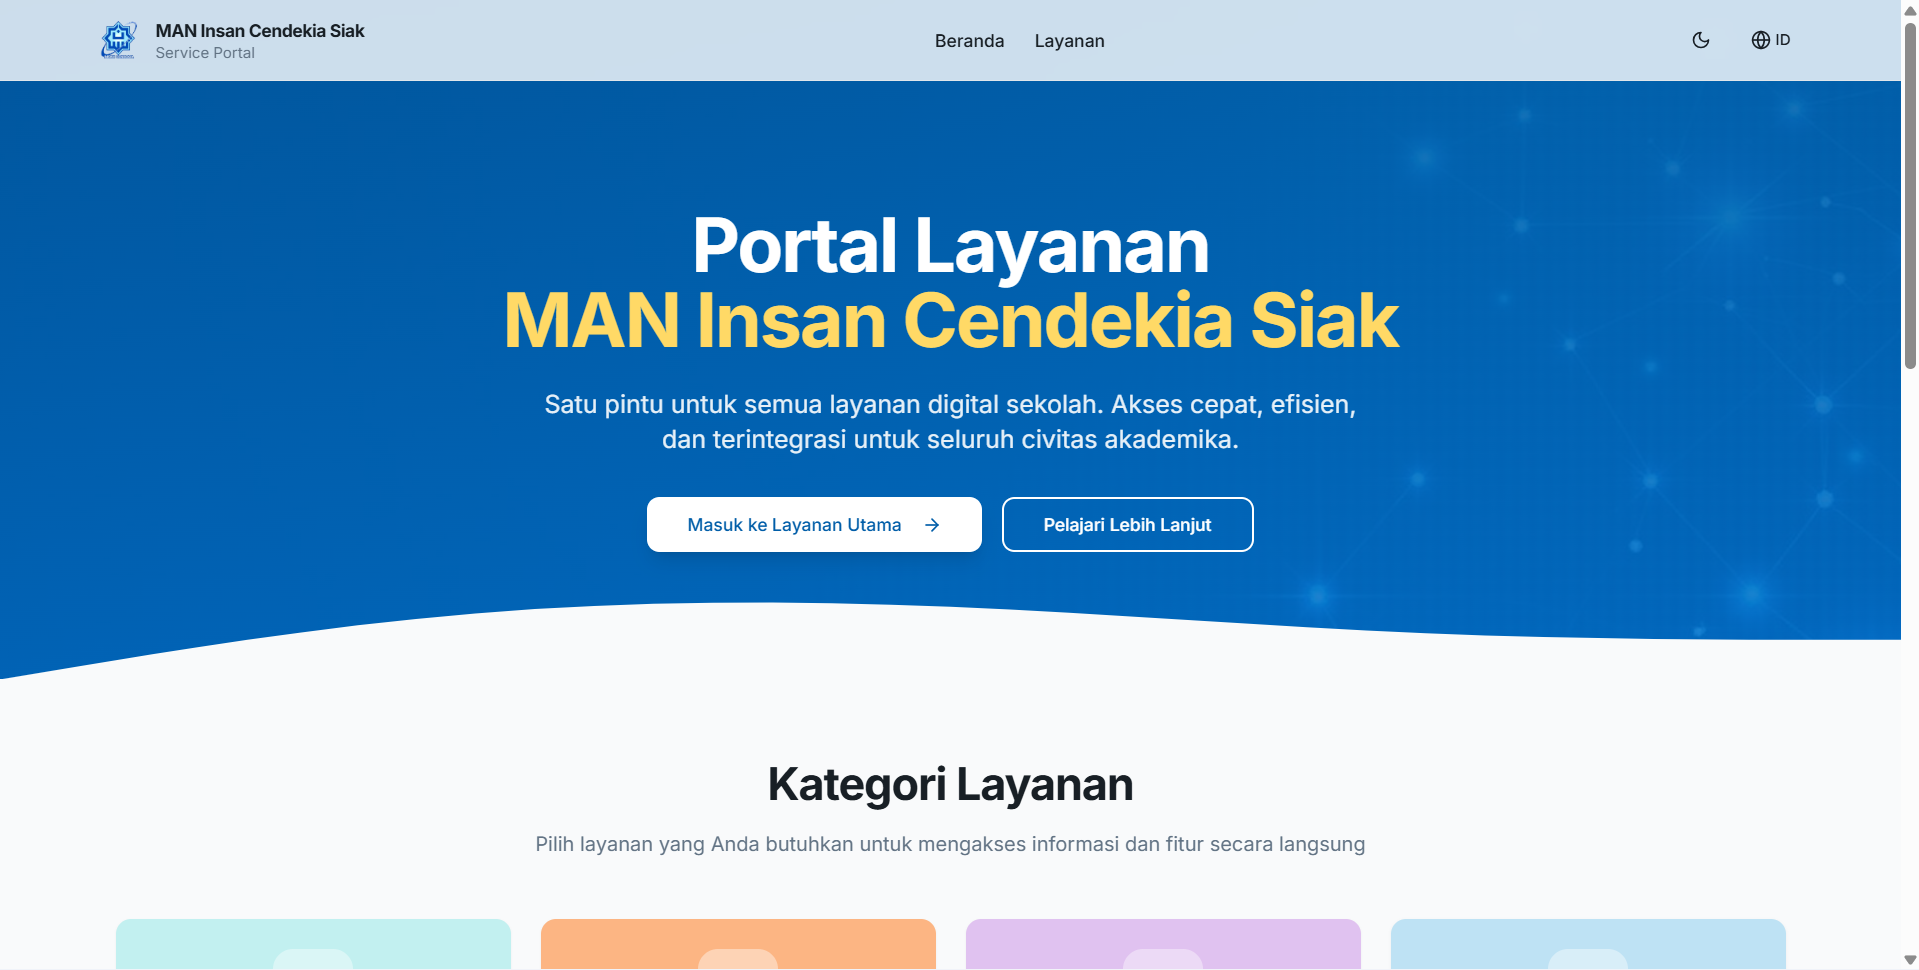 MAN Insan Cendekia Siak
Service Portal
Beranda
Layanan
ID
Portal Layanan
MAN Insan Cendekia Siak
Satu pintu untuk semua layanan digital sekolah. Akses cepat, efisien,
dan terintegrasi untuk seluruh civitas akademika.
Masuk ke Layanan Utama
Pelajari Lebih Lanjut
Kategori Layanan
Pilih layanan yang Anda butuhkan untuk mengakses informasi dan fitur secara langsung